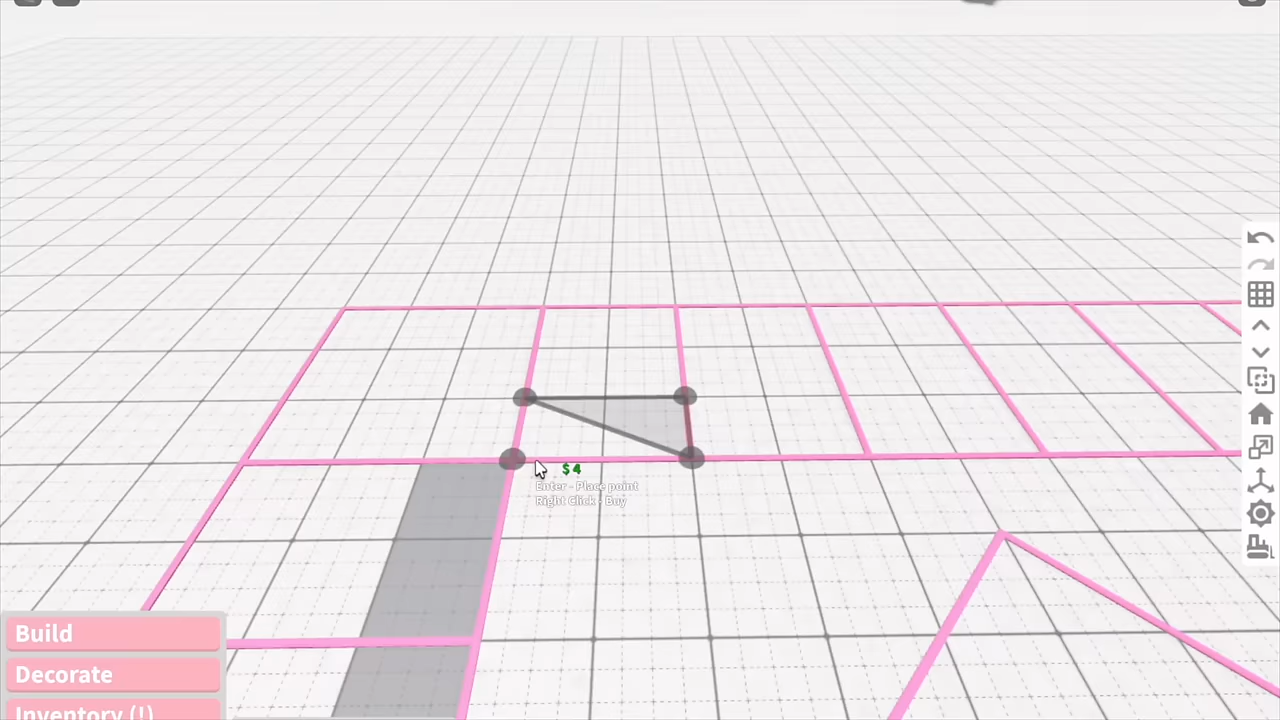 $4
Enter - Place point
Right Click - Buy
Build
Decorate
Inventory (!)